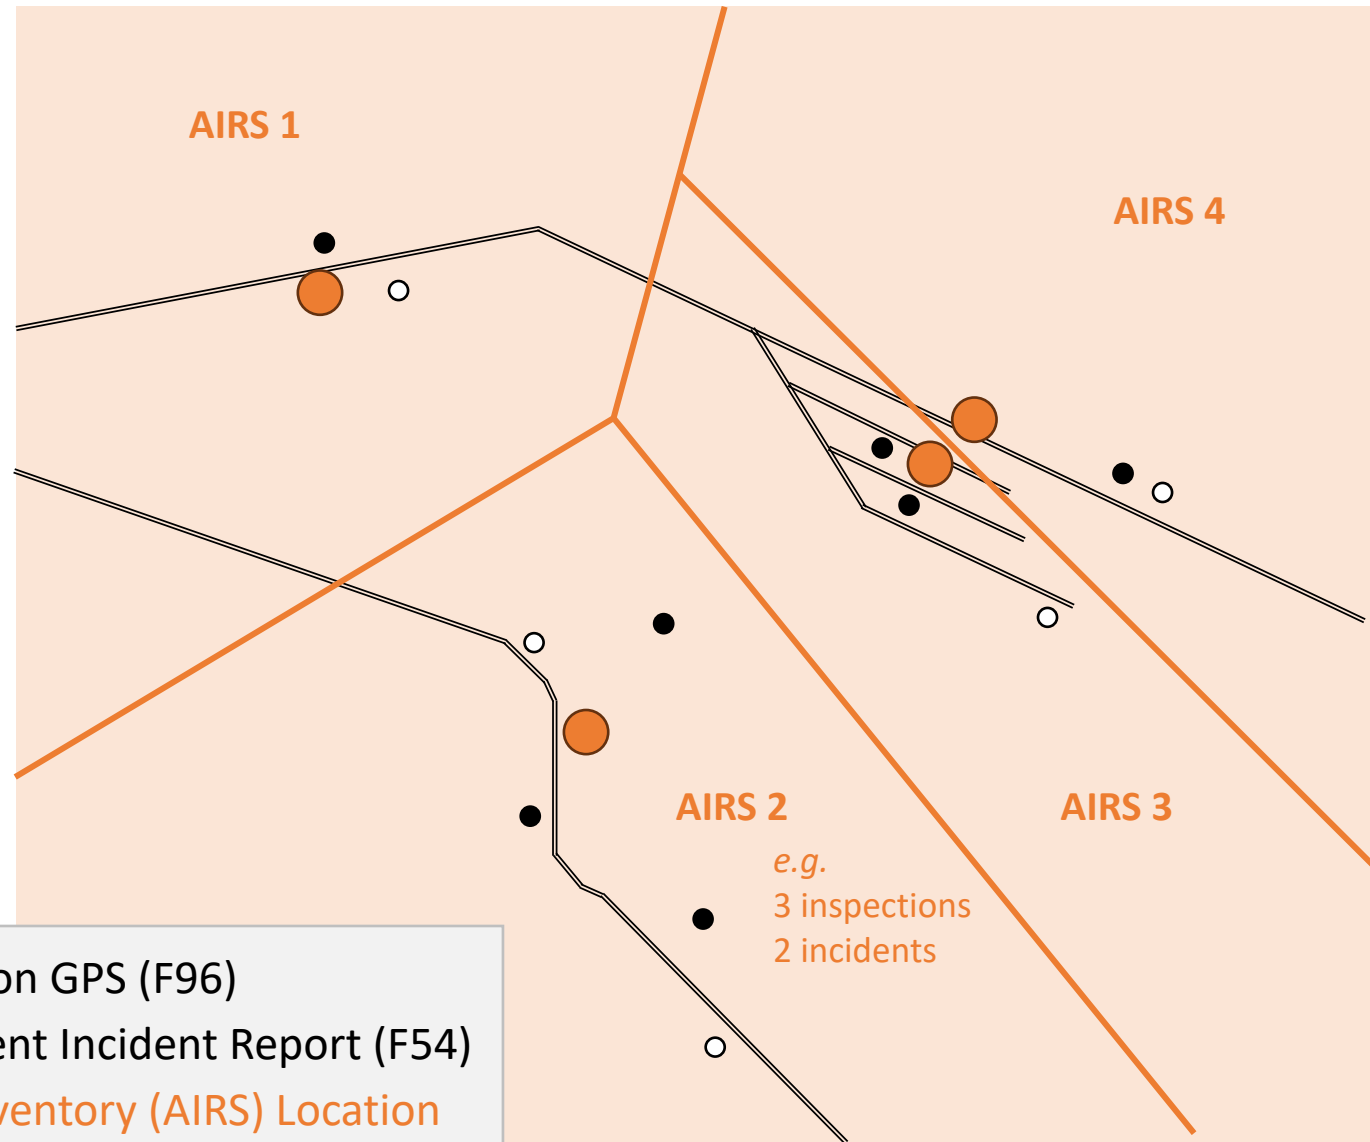 AIRS 1
AIRS 4
AIRS 2
AIRS 3
e.g.
3 inspections
2 incidents
on GPS (F96)
ent Incident Report (F54)
ventory (AIRS) Location